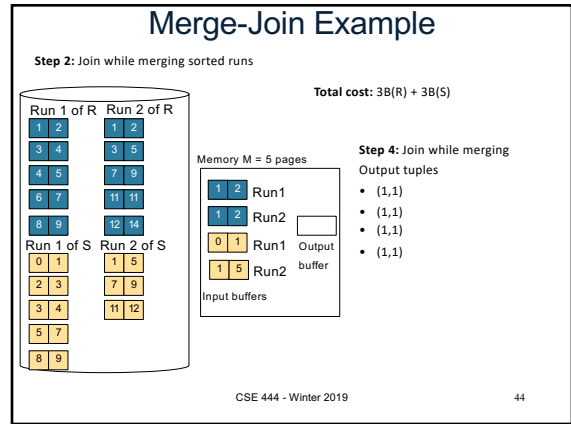 Merge-Join Example
Step 2: Join while merging sorted runs
Total cost: 3B(R) + 3B(S)
Run 1 of R Run 2 of R
1 2 1 2
3 4 3 5
4 5 7 9
6 7 11 11
8 9 12 14
Run 1 of S Run 2 of S
0 1 1 5
2 3 7 9
3 4 11 12
5 7
8 9
Memory M = 5 pages
1 2 Run1
1 2 Run2
0 1 Run1
1 5 Run2
Input buffers
Output
buffer
Step 4: Join while merging
Output tuples
• (1,1)
• (1,1)
• (1,1)
• (1,1)
CSE 444 - Winter 2019 44